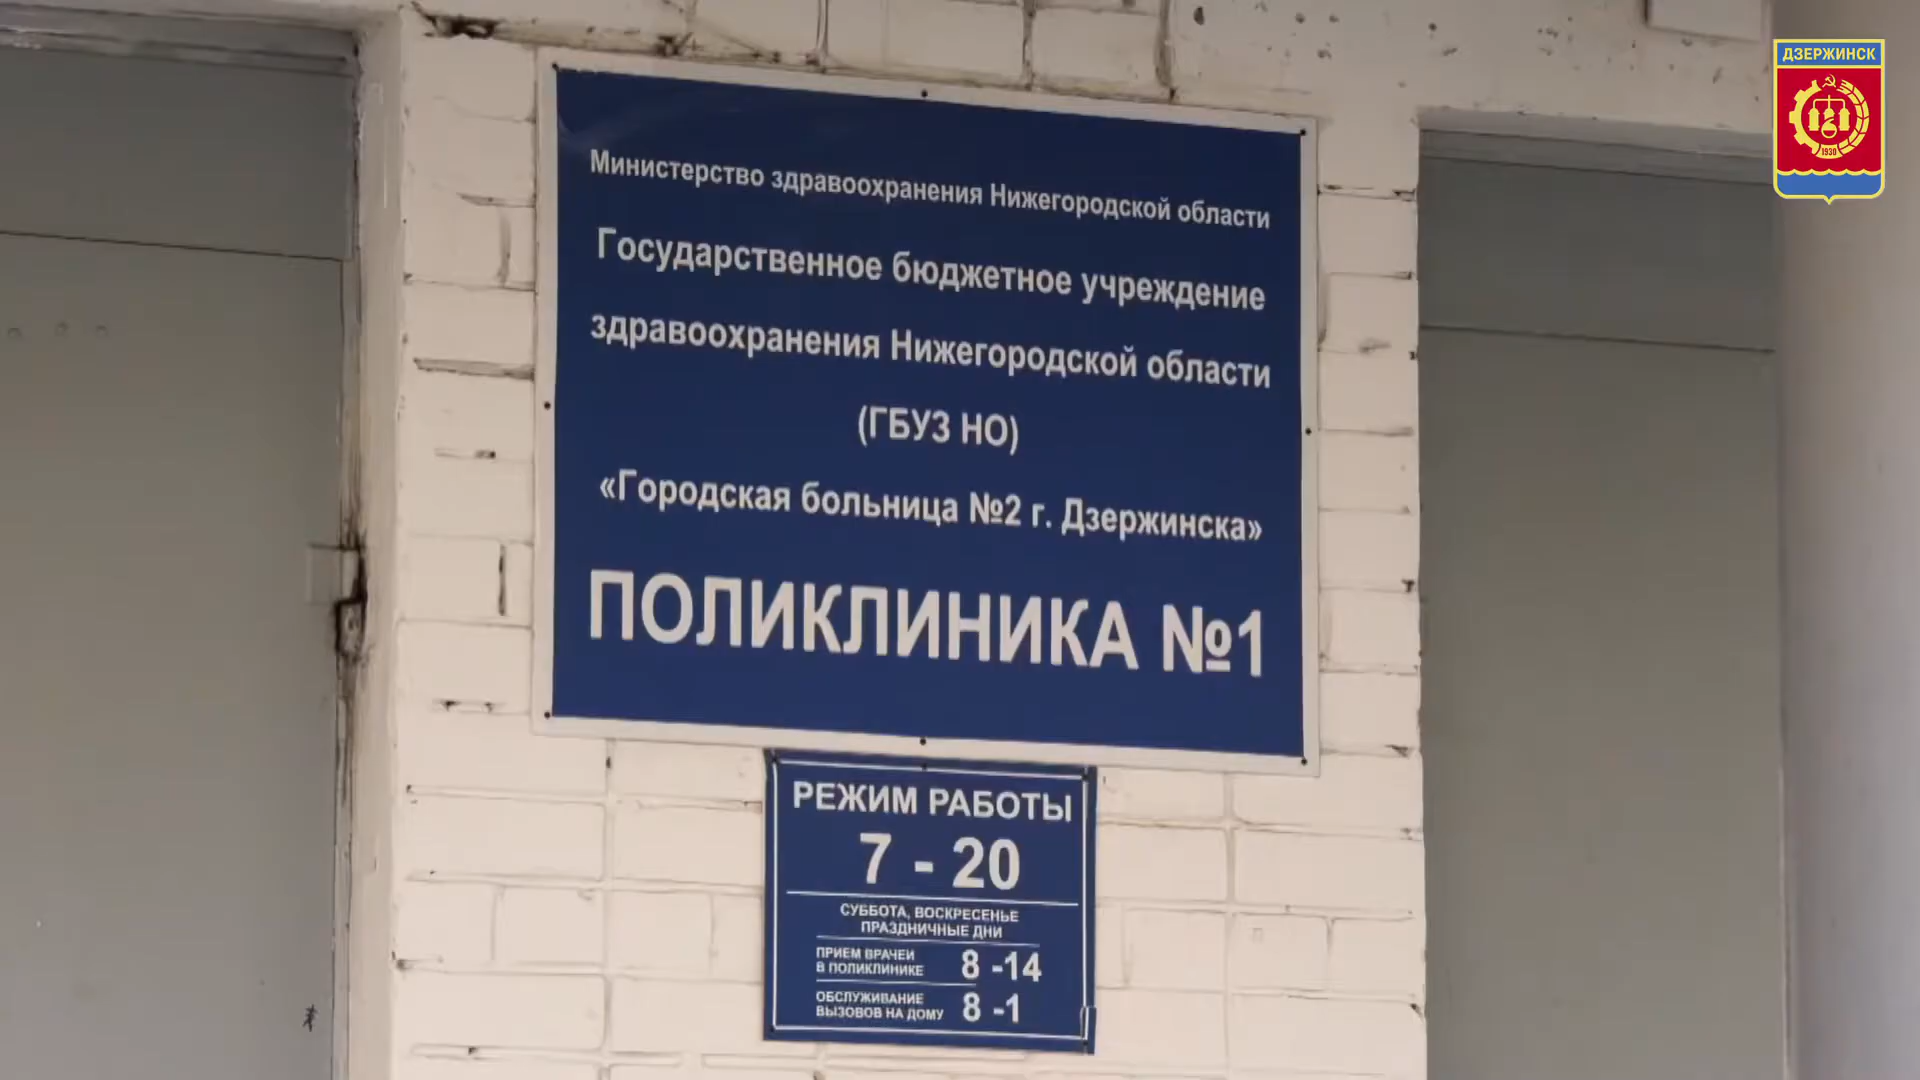 ДЗЕРЖИНСК
1930
Министерство здравоохранения Нижегородской области
Государственное бюджетное учреждение
здравоохранения Нижегородской области
(ГБУЗ НО)
«Городская больница №2 г. Дзержинска»
ПОЛИКЛИНИКА №1
РЕЖИМ РАБОТЫ
7 - 20
СУББОТА, ВОСКРЕСЕНЬЕ
ПРАЗДНИЧНЫЕ ДНИ
ПРИЕМ ВРАЧЕЙ
В ПОЛИКЛИНИКЕ 8 -14
ОБСЛУЖИВАНИЕ
ВЫЗОВОВ НА ДОМУ 8 -1